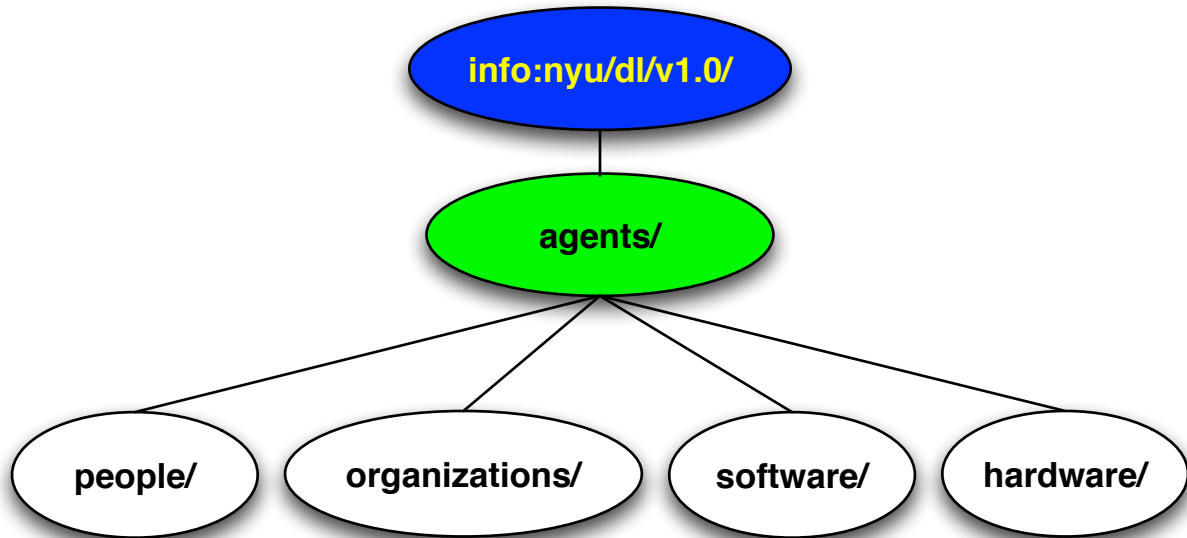 info:nyu/dl/v1.0/
agents/
people/
organizations/
software/
hardware/